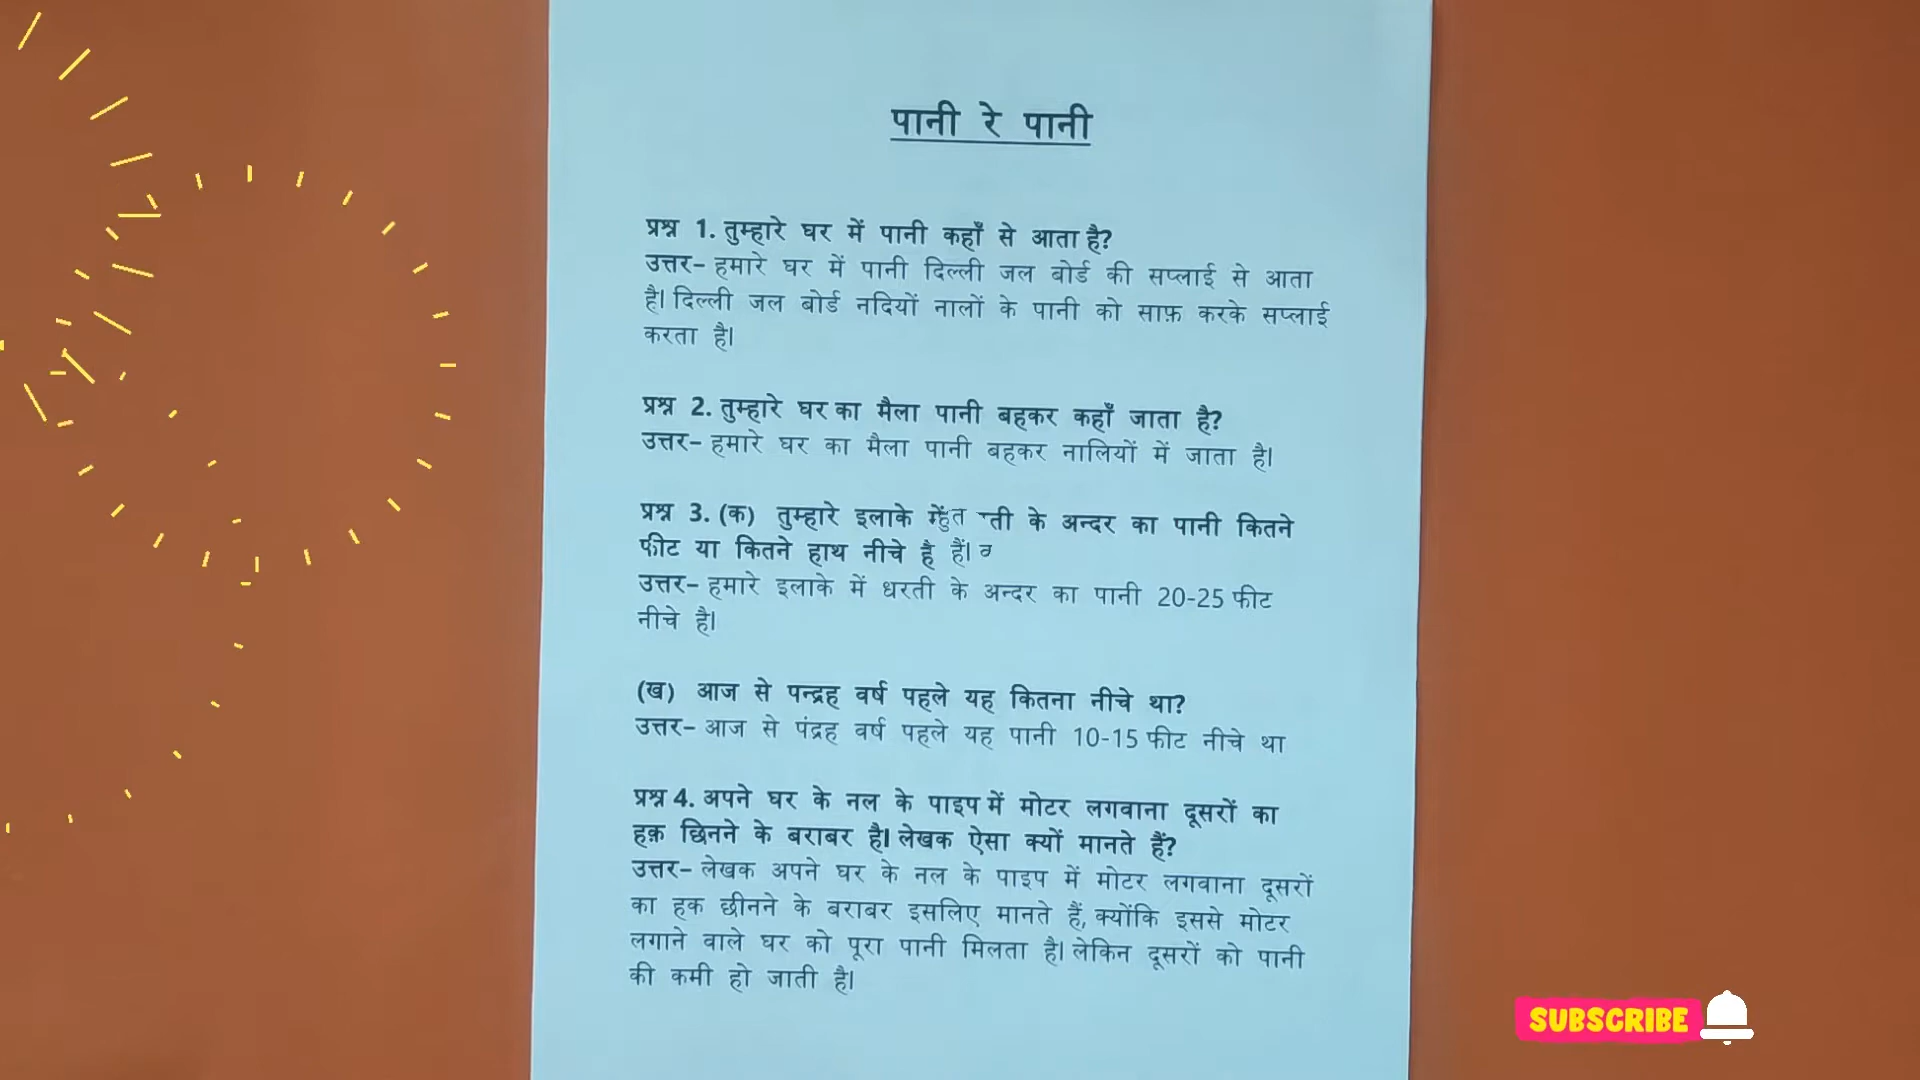 पानी रे पानी
प्रश्न 1. तुम्हारे घर में पानी कहाँ से आता है?
उत्तर– हमारे घर में पानी दिल्ली जल बोर्ड की सप्लाई से आता
है। दिल्ली जल बोर्ड नदियों नालों के पानी को साफ़ करके सप्लाई
करता है।
प्रश्न 2. तुम्हारे घर का मैला पानी बहकर कहाँ जाता है?
उत्तर– हमारे घर का मैला पानी बहकर नालियों में जाता है।
प्रश्न 3. (क) तुम्हारे इलाके के अन्दर का पानी कितने
फीट या कितने हाथ नीचे है
उत्तर– हमारे इलाके में धरती के अन्दर का पानी 20-25 फीट
नीचे है।
(ख) आज से पन्द्रह वर्ष पहले यह कितना नीचे था?
उत्तर– आज से पंद्रह वर्ष पहले यह पानी 10-15 फीट नीचे था
प्रश्न 4. अपने घर के नल के पाइप में मोटर लगवाना दूसरों का
हक़ छिनने के बराबर है। लेखक ऐसा क्यों मानते हैं?
उत्तर– लेखक अपने घर के नल के पाइप में मोटर लगवाना दूसरों
का हक छीनने के बराबर इसलिए मानते हैं, क्योंकि इससे मोटर
लगाने वाले घर को पूरा पानी मिलता है। लेकिन दूसरों को पानी
की कमी हो जाती है।
SUBSCRIBE